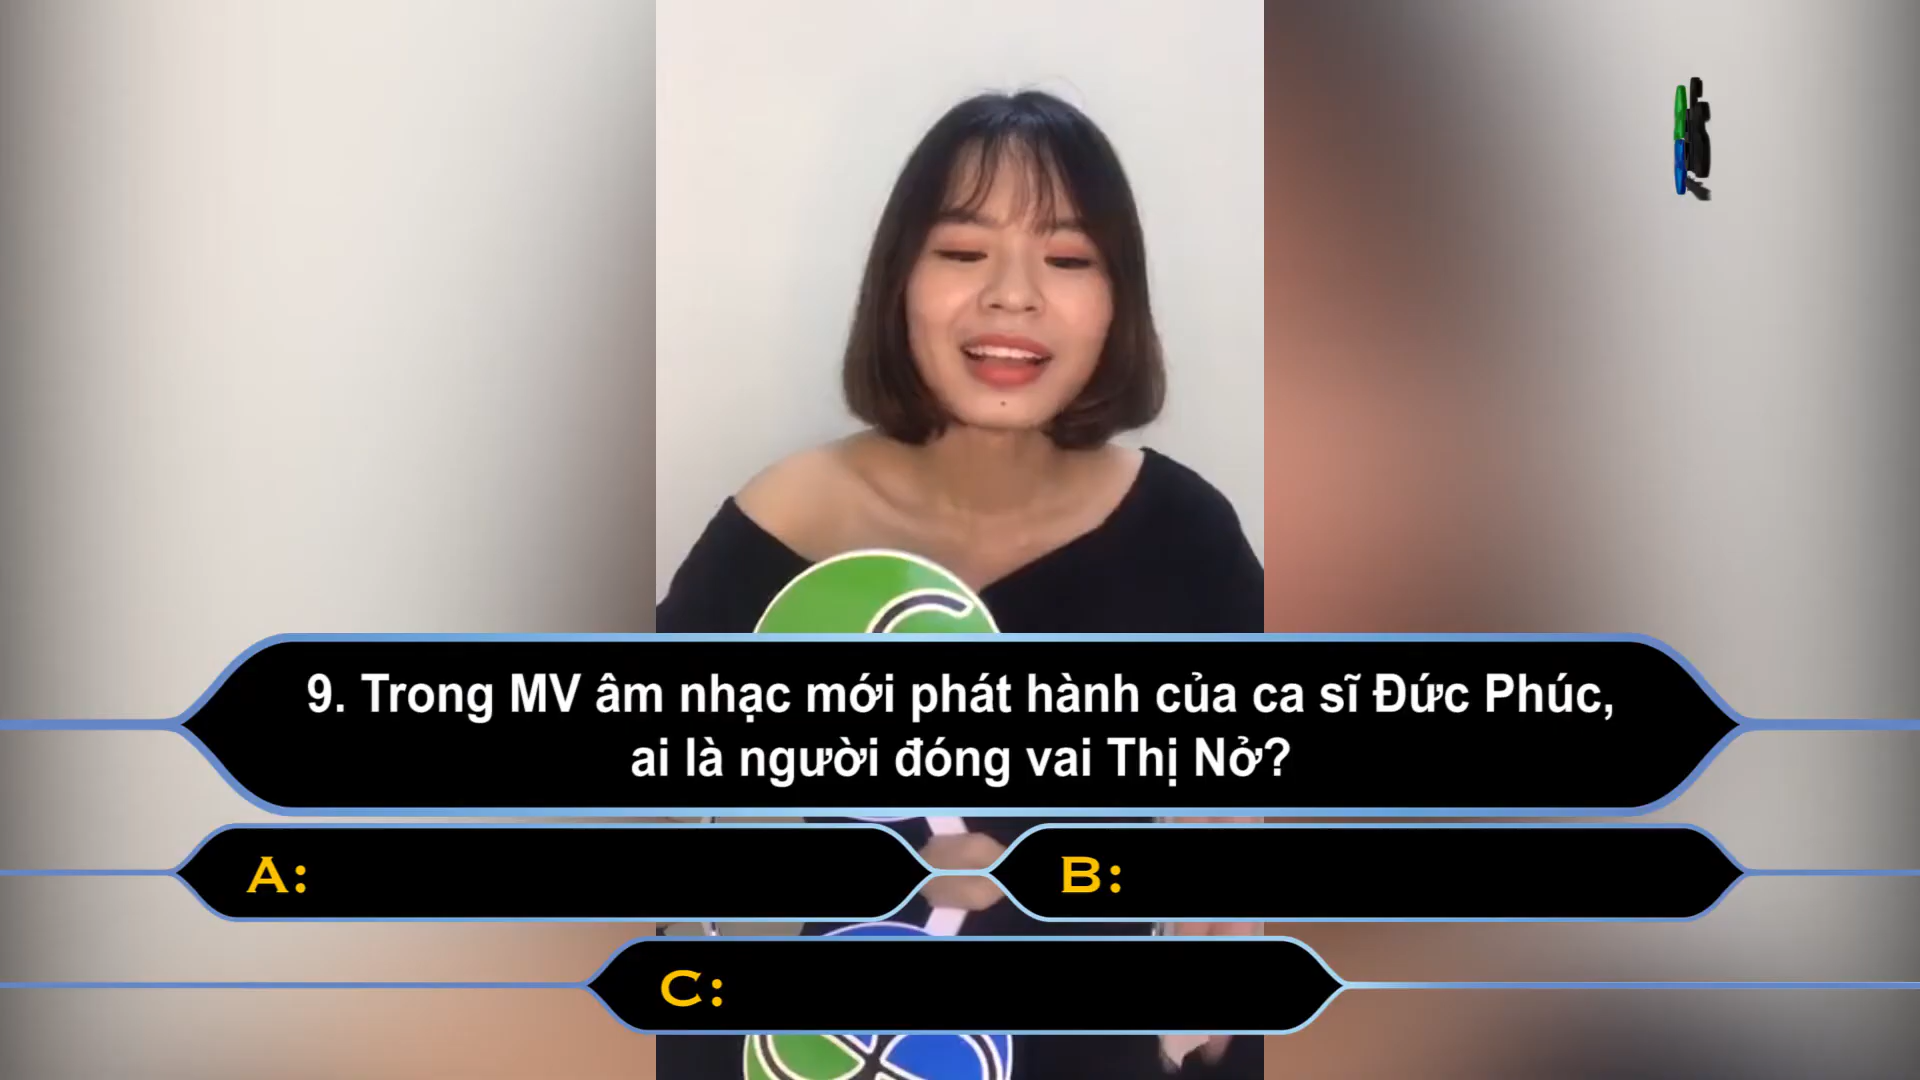 9. Trong MV âm nhạc mới phát hành của ca sĩ Đức Phúc,
ai là người đóng vai Thị Nở?
A:
B:
C: